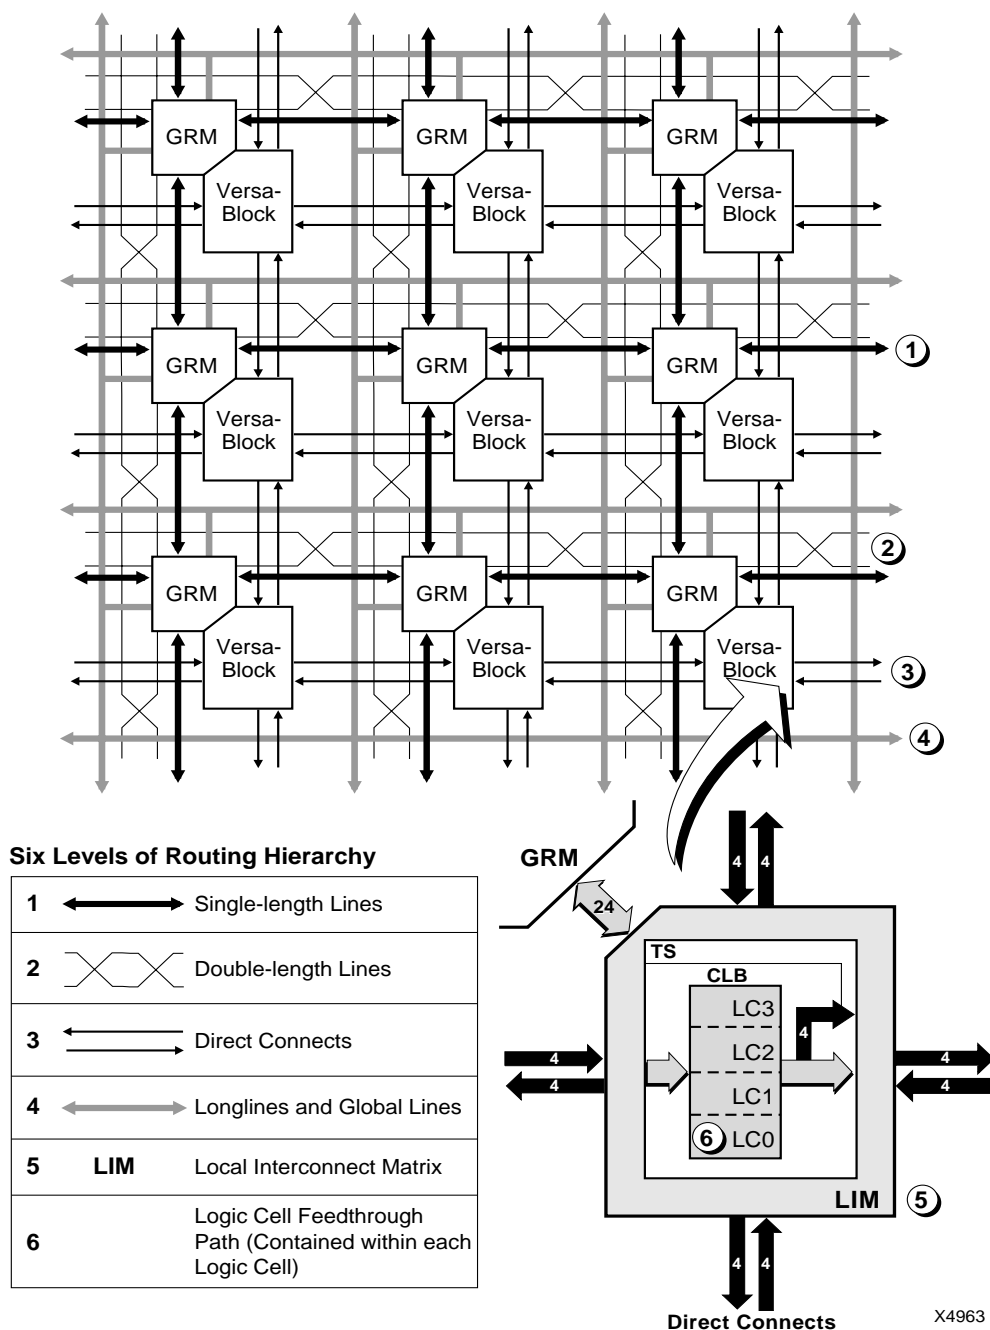 GRM
GRM
GRM
Versa-
Block
Versa-
Block
Versa-
Block
GRM
GRM
GRM
1
Versa-
Block
Versa-
Block
Versa-
Block
2
GRM
GRM
GRM
Versa-
Block
Versa-
Block
Versa-
Block
3
4
Six Levels of Routing Hierarchy
1 Single-length Lines
2 Double-length Lines
3 Direct Connects
4 Longlines and Global Lines
5 LIM Local Interconnect Matrix
6 Logic Cell Feedthrough
Path (Contained within each
Logic Cell)
GRM
24
4 4
TS
CLB
LC3
LC2
LC1
LC0
4
6
4
4
4
4
LIM
5
4 4
Direct Connects
X4963